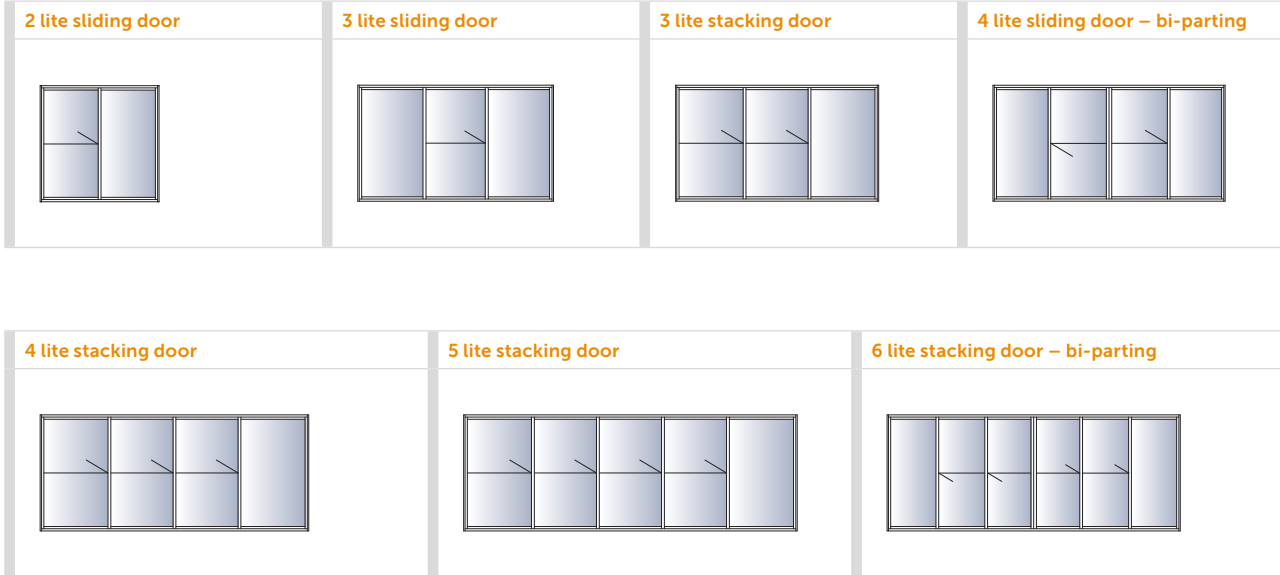 2 lite sliding door
3 lite sliding door
3 lite stacking door
4 lite sliding door – bi-parting
4 lite stacking door
5 lite stacking door
6 lite stacking door – bi-parting